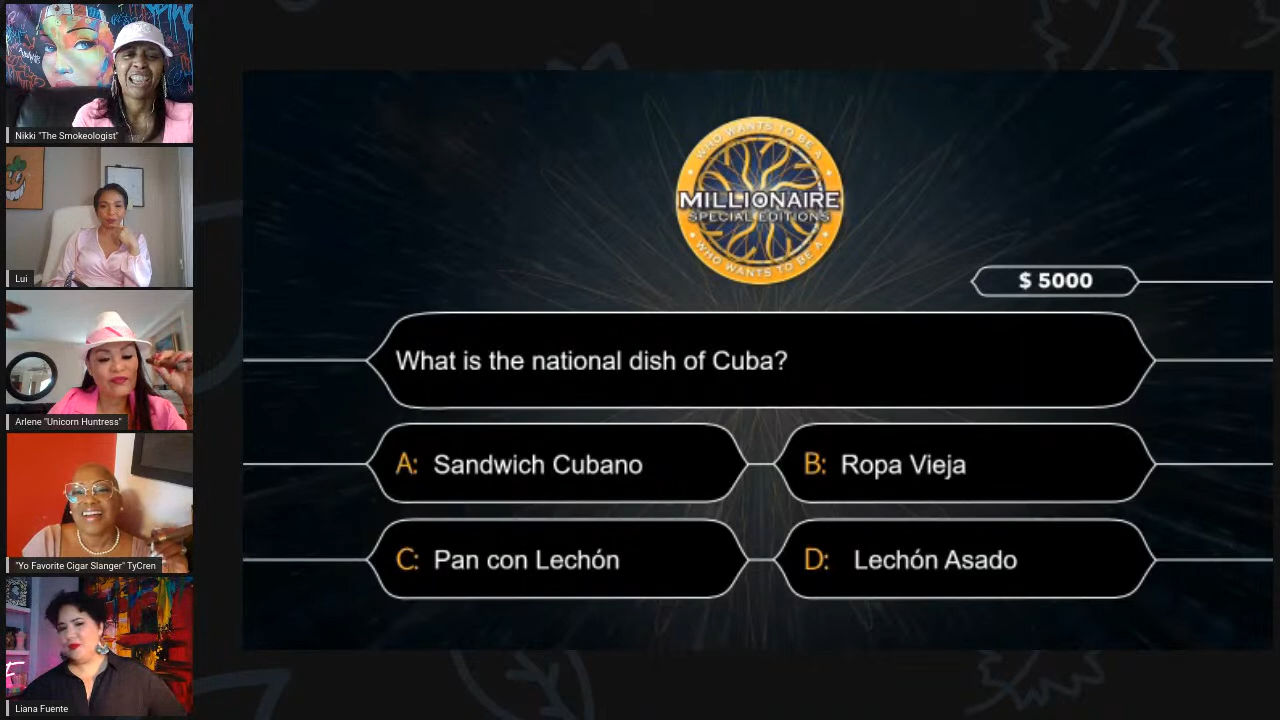 Nikki "The Smokeologist"
Lui
Arlene "Unicorn Huntress"
"Yo Favorite Cigar Slanger" TyCren
Liana Fuente
WHO WANTS TO BE A
MILLIONAIRE
SPECIAL EDITIONS
WHO WANTS TO BE A
$ 5000
What is the national dish of Cuba?
A: Sandwich Cubano
B: Ropa Vieja
C: Pan con Lechón
D: Lechón Asado